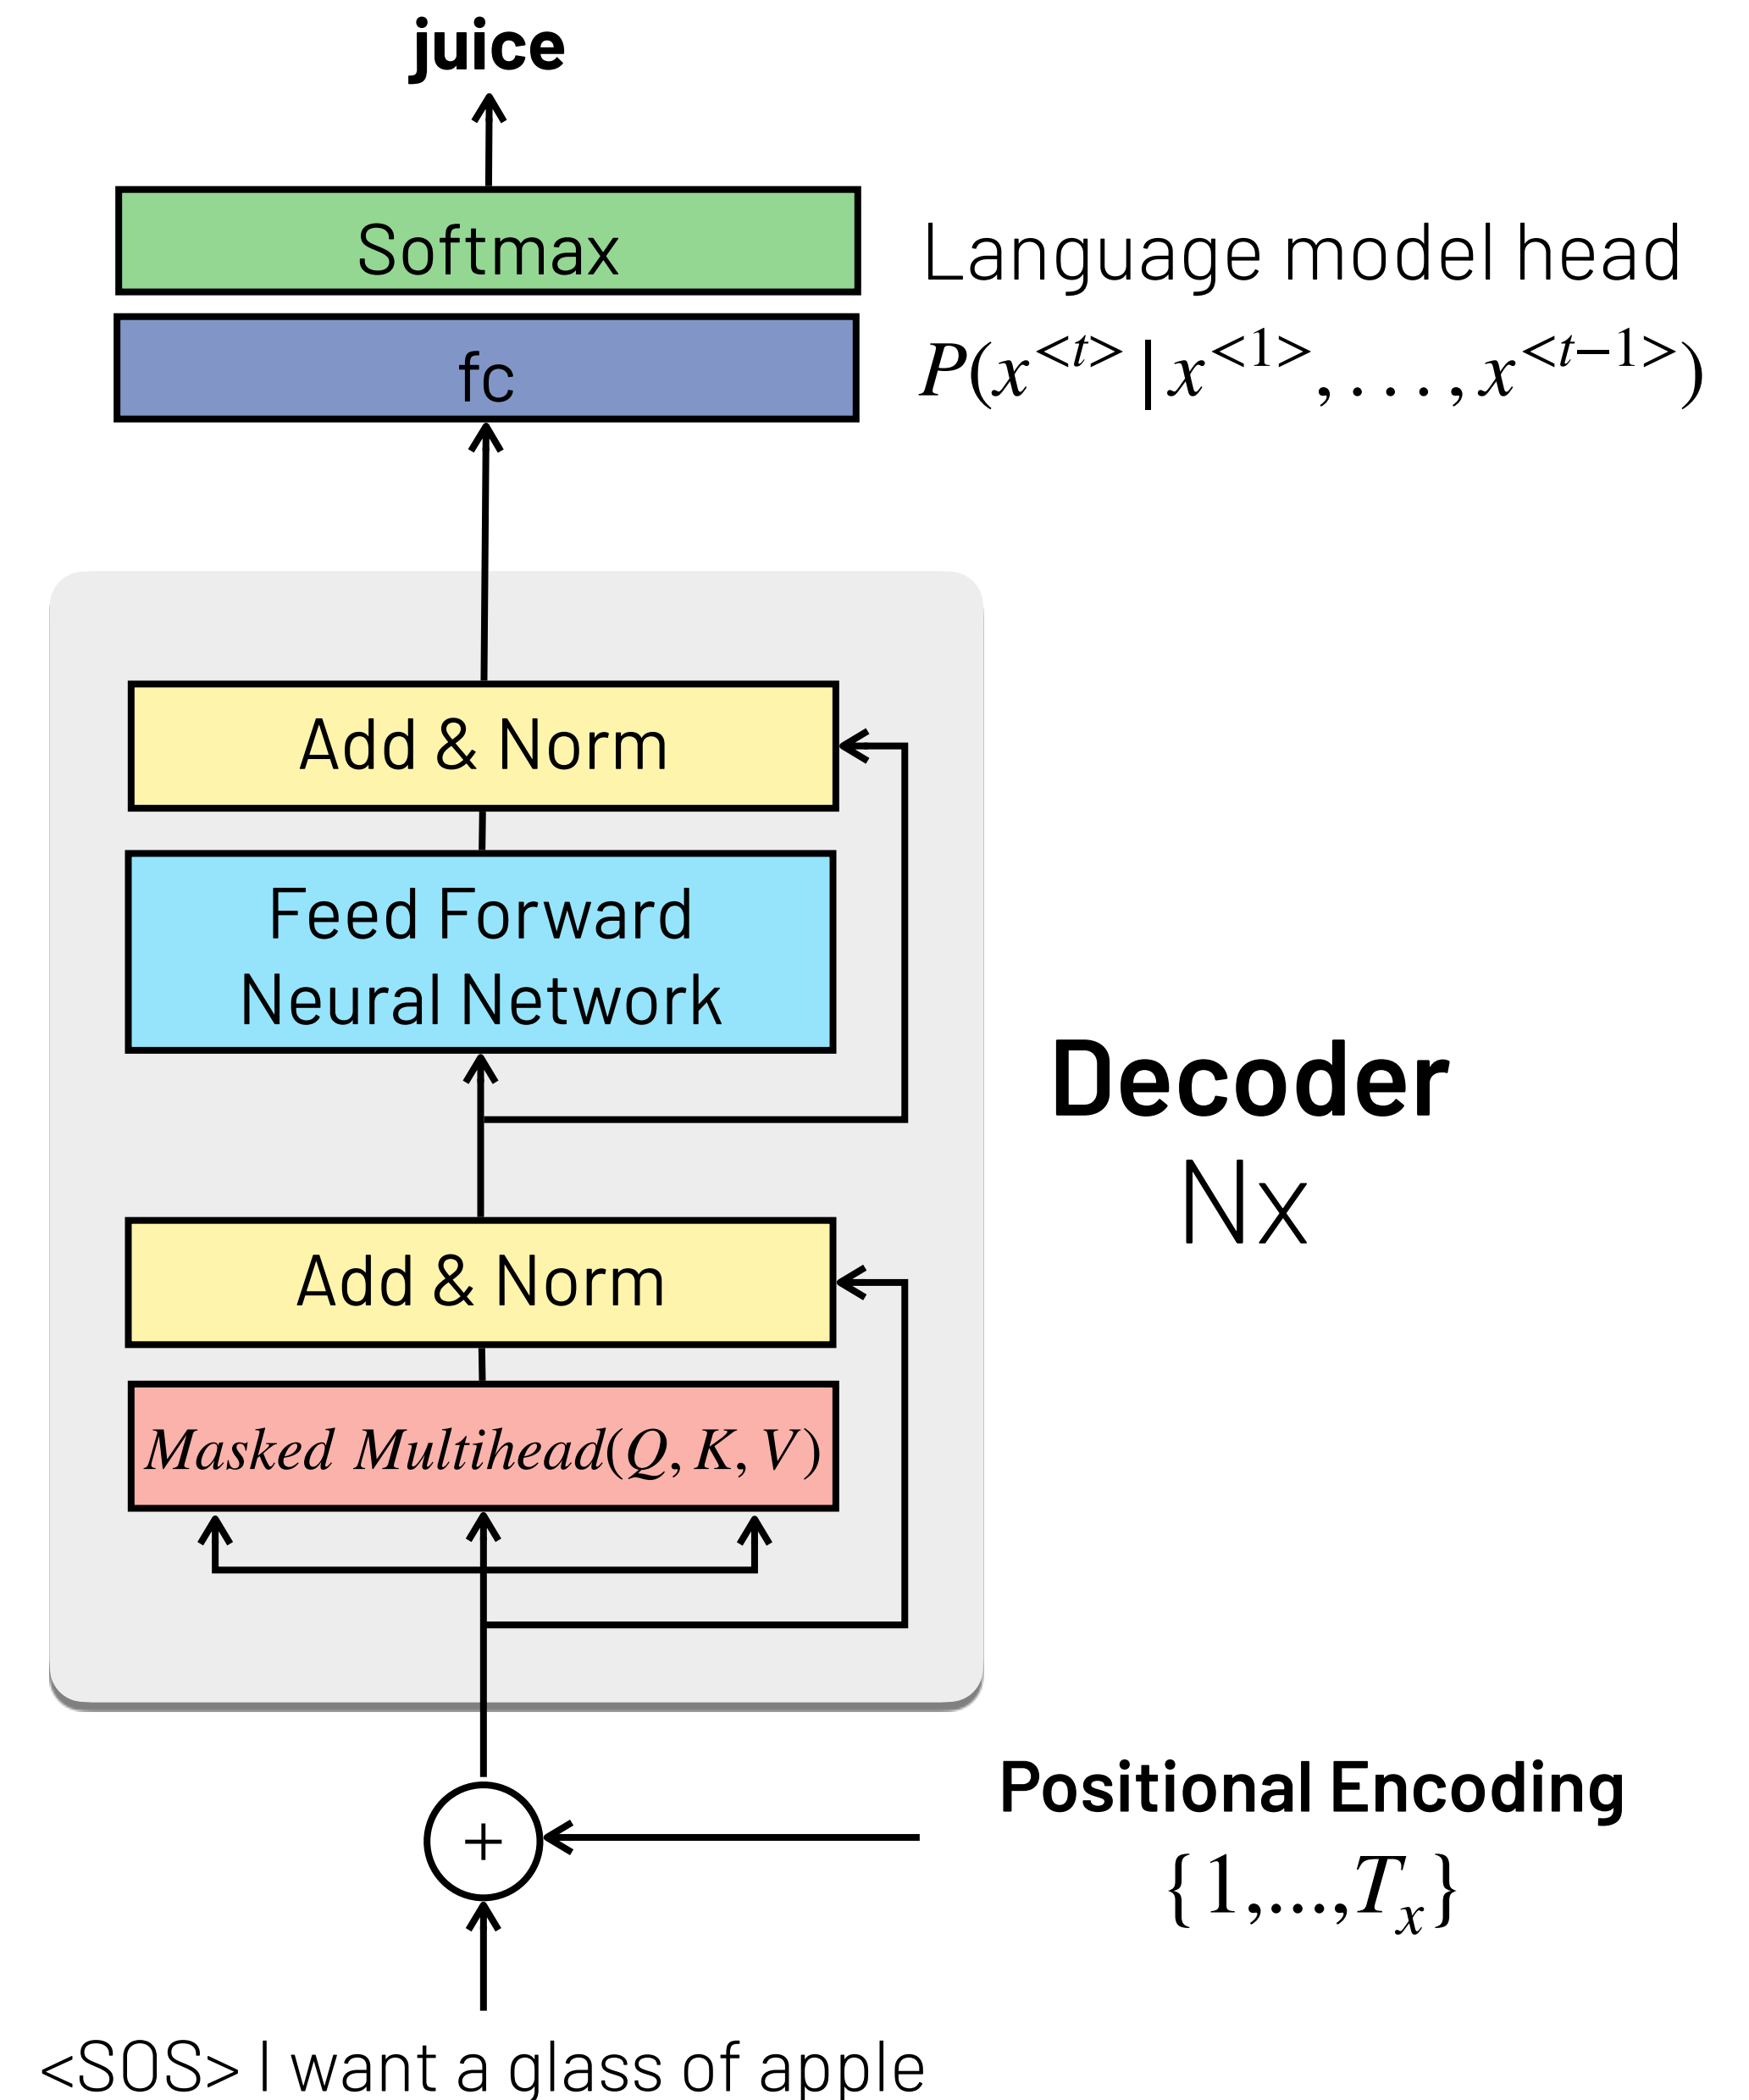 juice
Softmax
Language model head
fc
P(x^{<t>} | x^{<1>}, . . . . , x^{<t−1>})
Add & Norm
Feed Forward
Neural Network
Decoder
Nx
Add & Norm
Masked Multihead(Q, K, V)
Positional Encoding
+
{1,...,T_x}
<SOS> I want a glass of apple